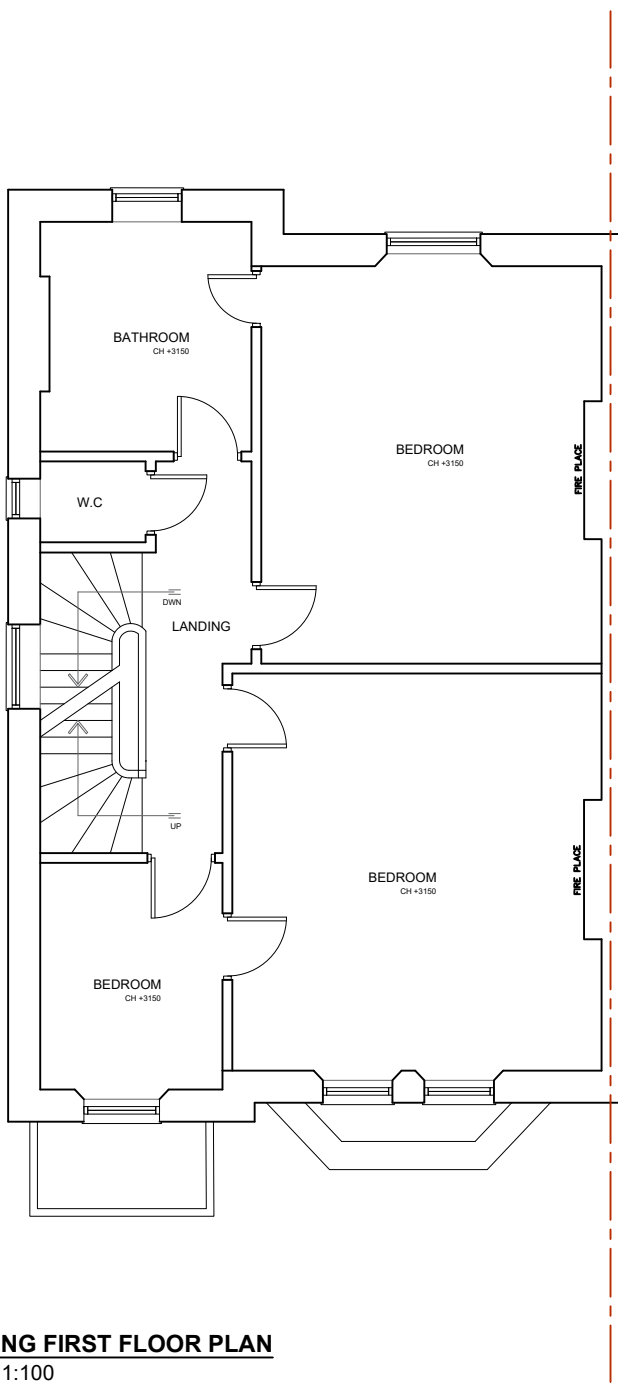 BATHROOM
CH +3150
BEDROOM
CH +3150
FIRE PLACE
W.C
DWN
LANDING
UP
BEDROOM
CH +3150
FIRE PLACE
BEDROOM
CH +3150
NG FIRST FLOOR PLAN
1:100